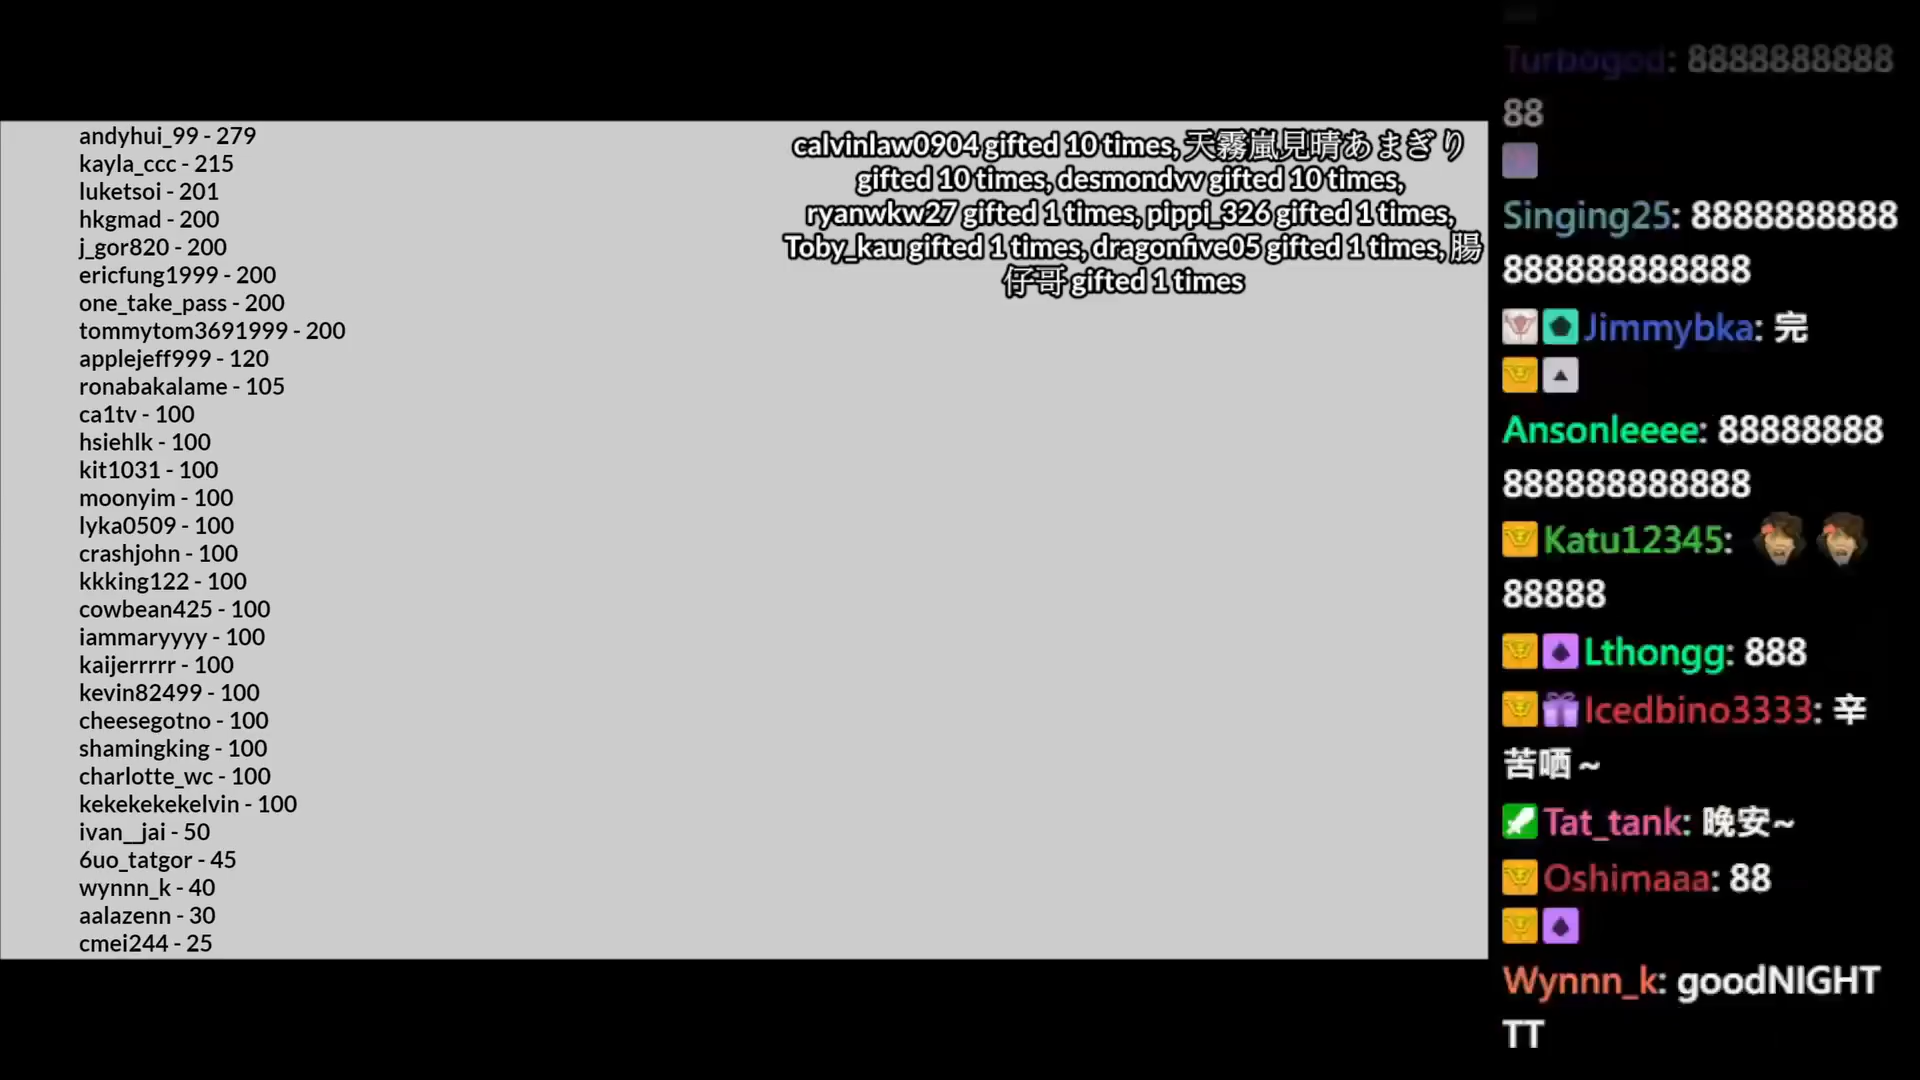 andyhui_99 - 279
kayla_ccc - 215
luketsoi - 201
hkgmad - 200
j_gor820 - 200
ericfung1999 - 200
one_take_pass - 200
tommytom3691999 - 200
applejeff999 - 120
ronabakalame - 105
ca1tv - 100
hsiehlk - 100
kit1031 - 100
moonyim - 100
lyka0509 - 100
crashjohn - 100
kkking122 - 100
cowbean425 - 100
iammaryyyy - 100
kaijerrrrr - 100
kevin82499 - 100
cheesegotno - 100
shamingking - 100
charlotte_wc - 100
kekekekekelvin - 100
ivan__jai - 50
6uo_tatgor - 45
wynnn_k - 40
aalazenn - 30
cmei244 - 25
calvinlaw0904 gifted 10 times, 天霧嵐見晴あまぎり
gifted 10 times, desmondvv gifted 10 times,
ryanwkw27 gifted 1 times, pippi_326 gifted 1 times,
Toby_kau gifted 1 times, dragonfive05 gifted 1 times, 腸
仔哥 gifted 1 times
Turbogod: 8888888888
88
Singing25: 8888888888
888888888888
Jimmybka: 完
Ansonleeee: 88888888
888888888888
Katu12345:
88888
Lthongg: 888
Icedbino3333: 辛
苦哂~
Tat_tank: 晚安~
Oshimaaa: 88
Wynnn_k: goodNIGHT
TT